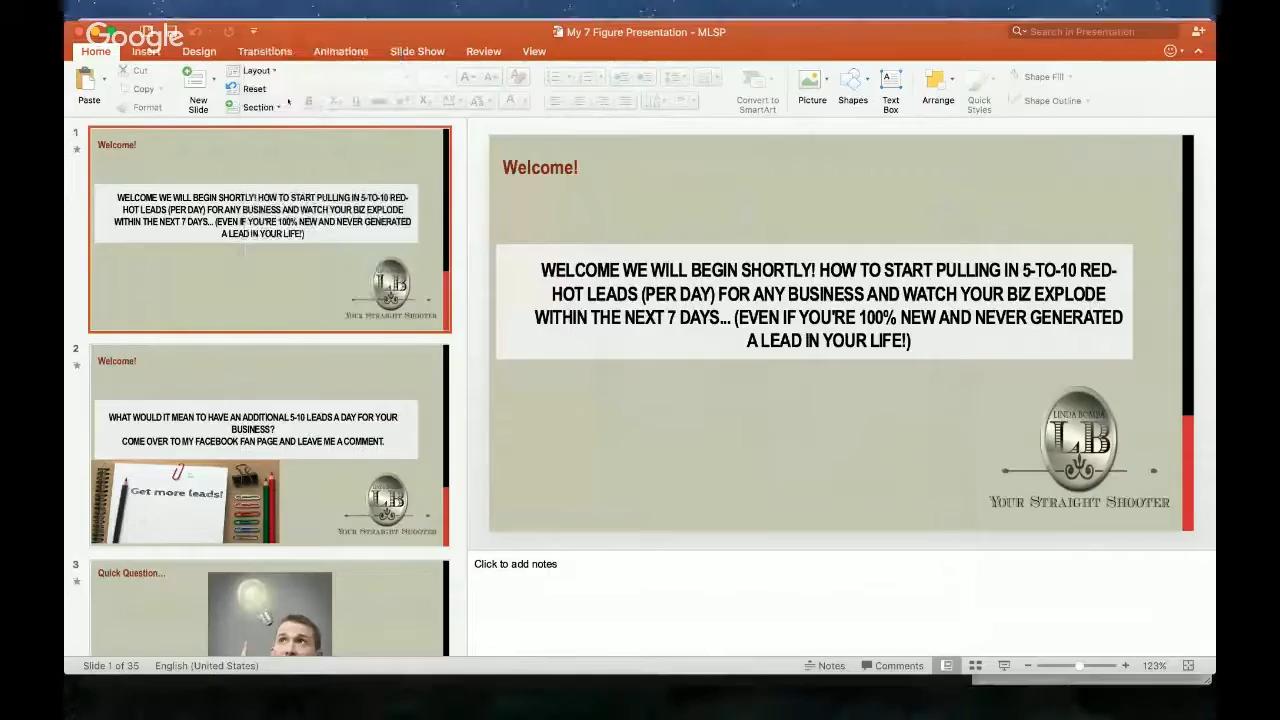 Google
My 7 Figure Presentation - MLSP
Search in Presentation
Home Insert Design Transitions Animations Slide Show Review View
Paste
Cut
Copy
Format
New
Slide
Layout
Reset
Section
Convert to
SmartArt
Picture
Shapes
Text
Box
Arrange
Quick
Styles
Shape Fill
Shape Outline
1
Welcome!
WELCOME WE WILL BEGIN SHORTLY! HOW TO START PULLING IN 5-TO-10 RED-
HOT LEADS (PER DAY) FOR ANY BUSINESS AND WATCH YOUR BIZ EXPLODE
WITHIN THE NEXT 7 DAYS... (EVEN IF YOU'RE 100% NEW AND NEVER GENERATED
A LEAD IN YOUR LIFE!)
LB
YOUR STRAIGHT SHOOTER
2
Welcome!
WHAT WOULD IT MEAN TO HAVE AN ADDITIONAL 5-10 LEADS A DAY FOR YOUR
BUSINESS?
COME OVER TO MY FACEBOOK FAN PAGE AND LEAVE ME A COMMENT.
Get more leads!
LB
YOUR STRAIGHT SHOOTER
3
Quick Question...
Welcome!
WELCOME WE WILL BEGIN SHORTLY! HOW TO START PULLING IN 5-TO-10 RED-
HOT LEADS (PER DAY) FOR ANY BUSINESS AND WATCH YOUR BIZ EXPLODE
WITHIN THE NEXT 7 DAYS... (EVEN IF YOU'RE 100% NEW AND NEVER GENERATED
A LEAD IN YOUR LIFE!)
LINDA BOMBA
LB
YOUR STRAIGHT SHOOTER
Click to add notes
Slide 1 of 35 English (United States)
Notes Comments 123%